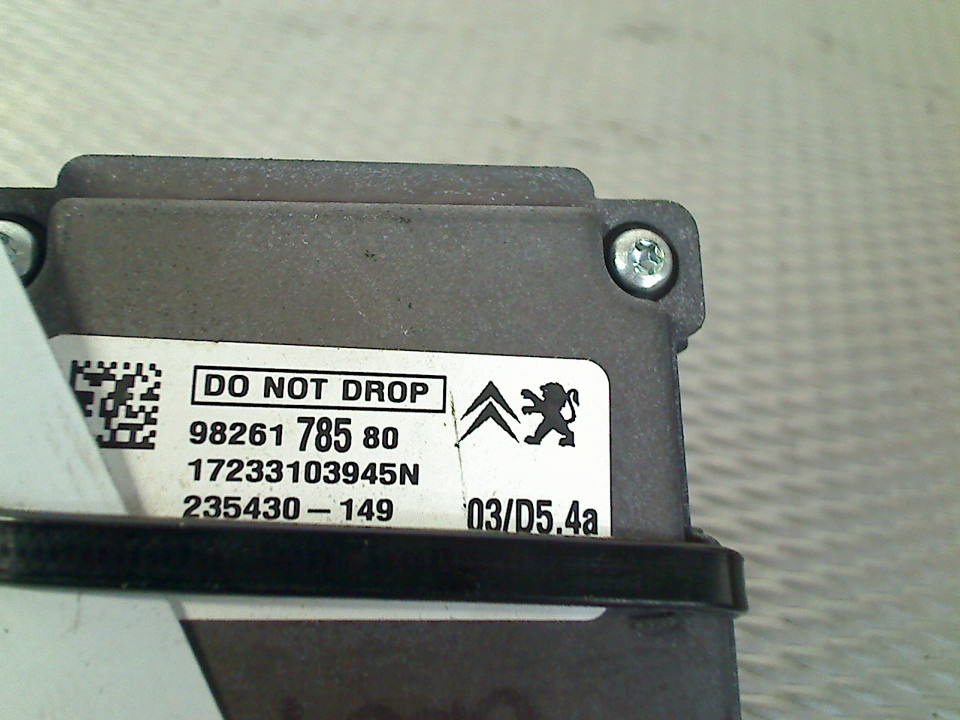 DO NOT DROP
98261 785 80
17233103945N
235430-149 03/D5.4a